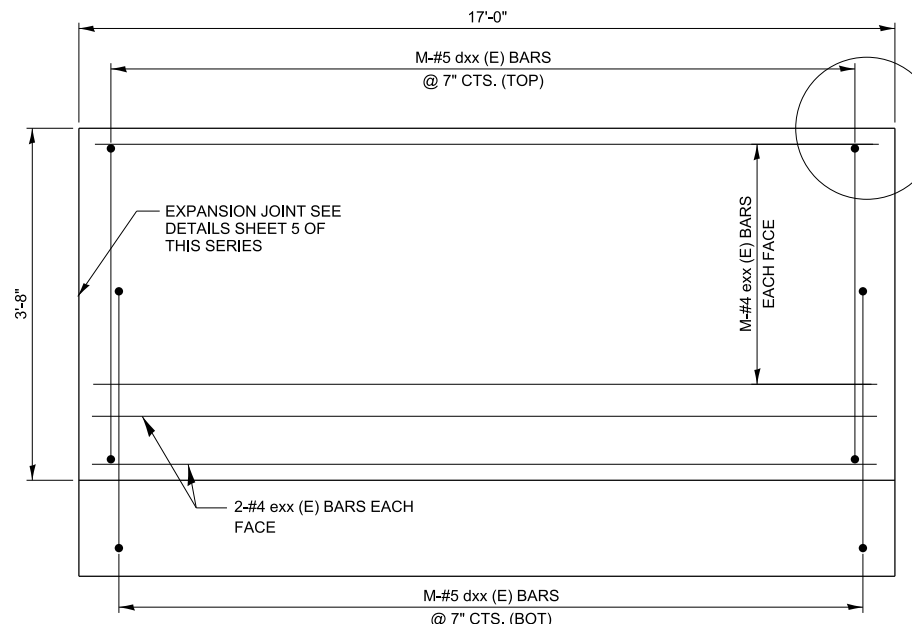 17'-0"
M-#5 dxx (E) BARS
@ 7" CTS. (TOP)
EXPANSION JOINT SEE
DETAILS SHEET 5 OF
THIS SERIES
3'-8"
M-#4 exx (E) BARS
EACH FACE
2-#4 exx (E) BARS EACH
FACE
M-#5 dxx (E) BARS
@ 7" CTS. (BOT)